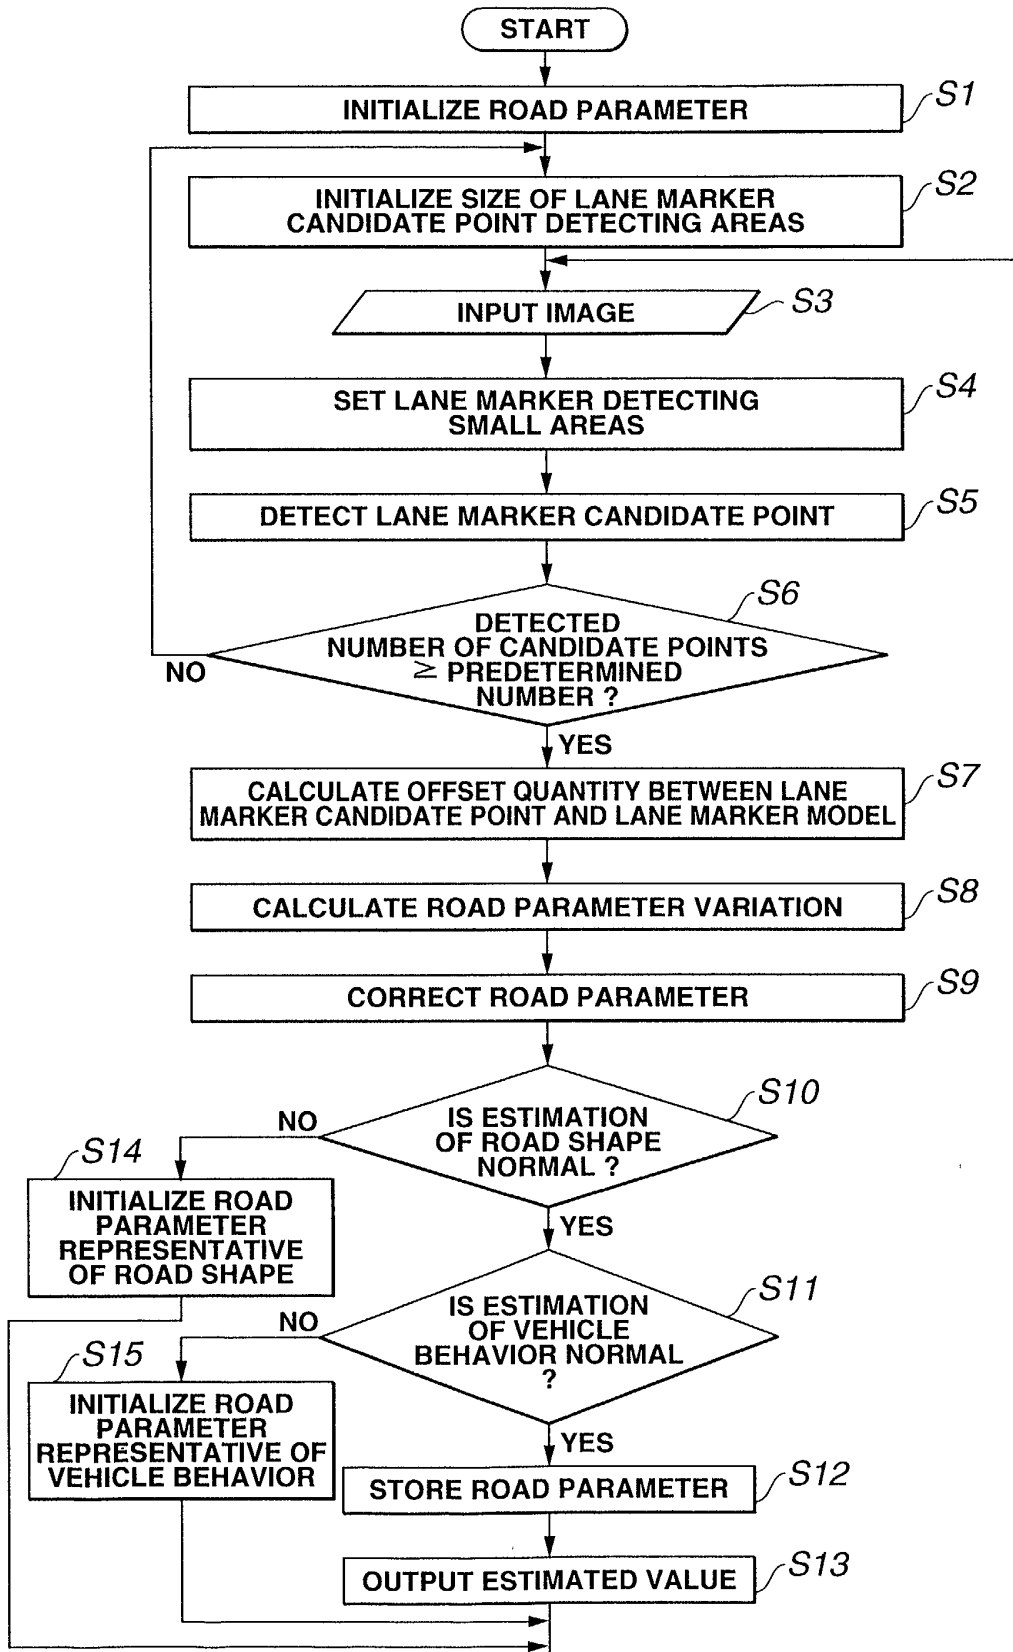 START
INITIALIZE ROAD PARAMETER
S1
INITIALIZE SIZE OF LANE MARKER
CANDIDATE POINT DETECTING AREAS
S2
INPUT IMAGE
S3
SET LANE MARKER DETECTING
SMALL AREAS
S4
DETECT LANE MARKER CANDIDATE POINT
S5
DETECTED
NUMBER OF CANDIDATE POINTS
≥ PREDETERMINED
NUMBER ?
S6
NO
YES
CALCULATE OFFSET QUANTITY BETWEEN LANE
MARKER CANDIDATE POINT AND LANE MARKER MODEL
S7
CALCULATE ROAD PARAMETER VARIATION
S8
CORRECT ROAD PARAMETER
S9
IS ESTIMATION
OF ROAD SHAPE
NORMAL ?
S10
NO
YES
S14
INITIALIZE ROAD
PARAMETER
REPRESENTATIVE
OF ROAD SHAPE
IS ESTIMATION
OF VEHICLE
BEHAVIOR NORMAL
?
S11
NO
YES
S15
INITIALIZE ROAD
PARAMETER
REPRESENTATIVE OF
VEHICLE BEHAVIOR
STORE ROAD PARAMETER
S12
OUTPUT ESTIMATED VALUE
S13